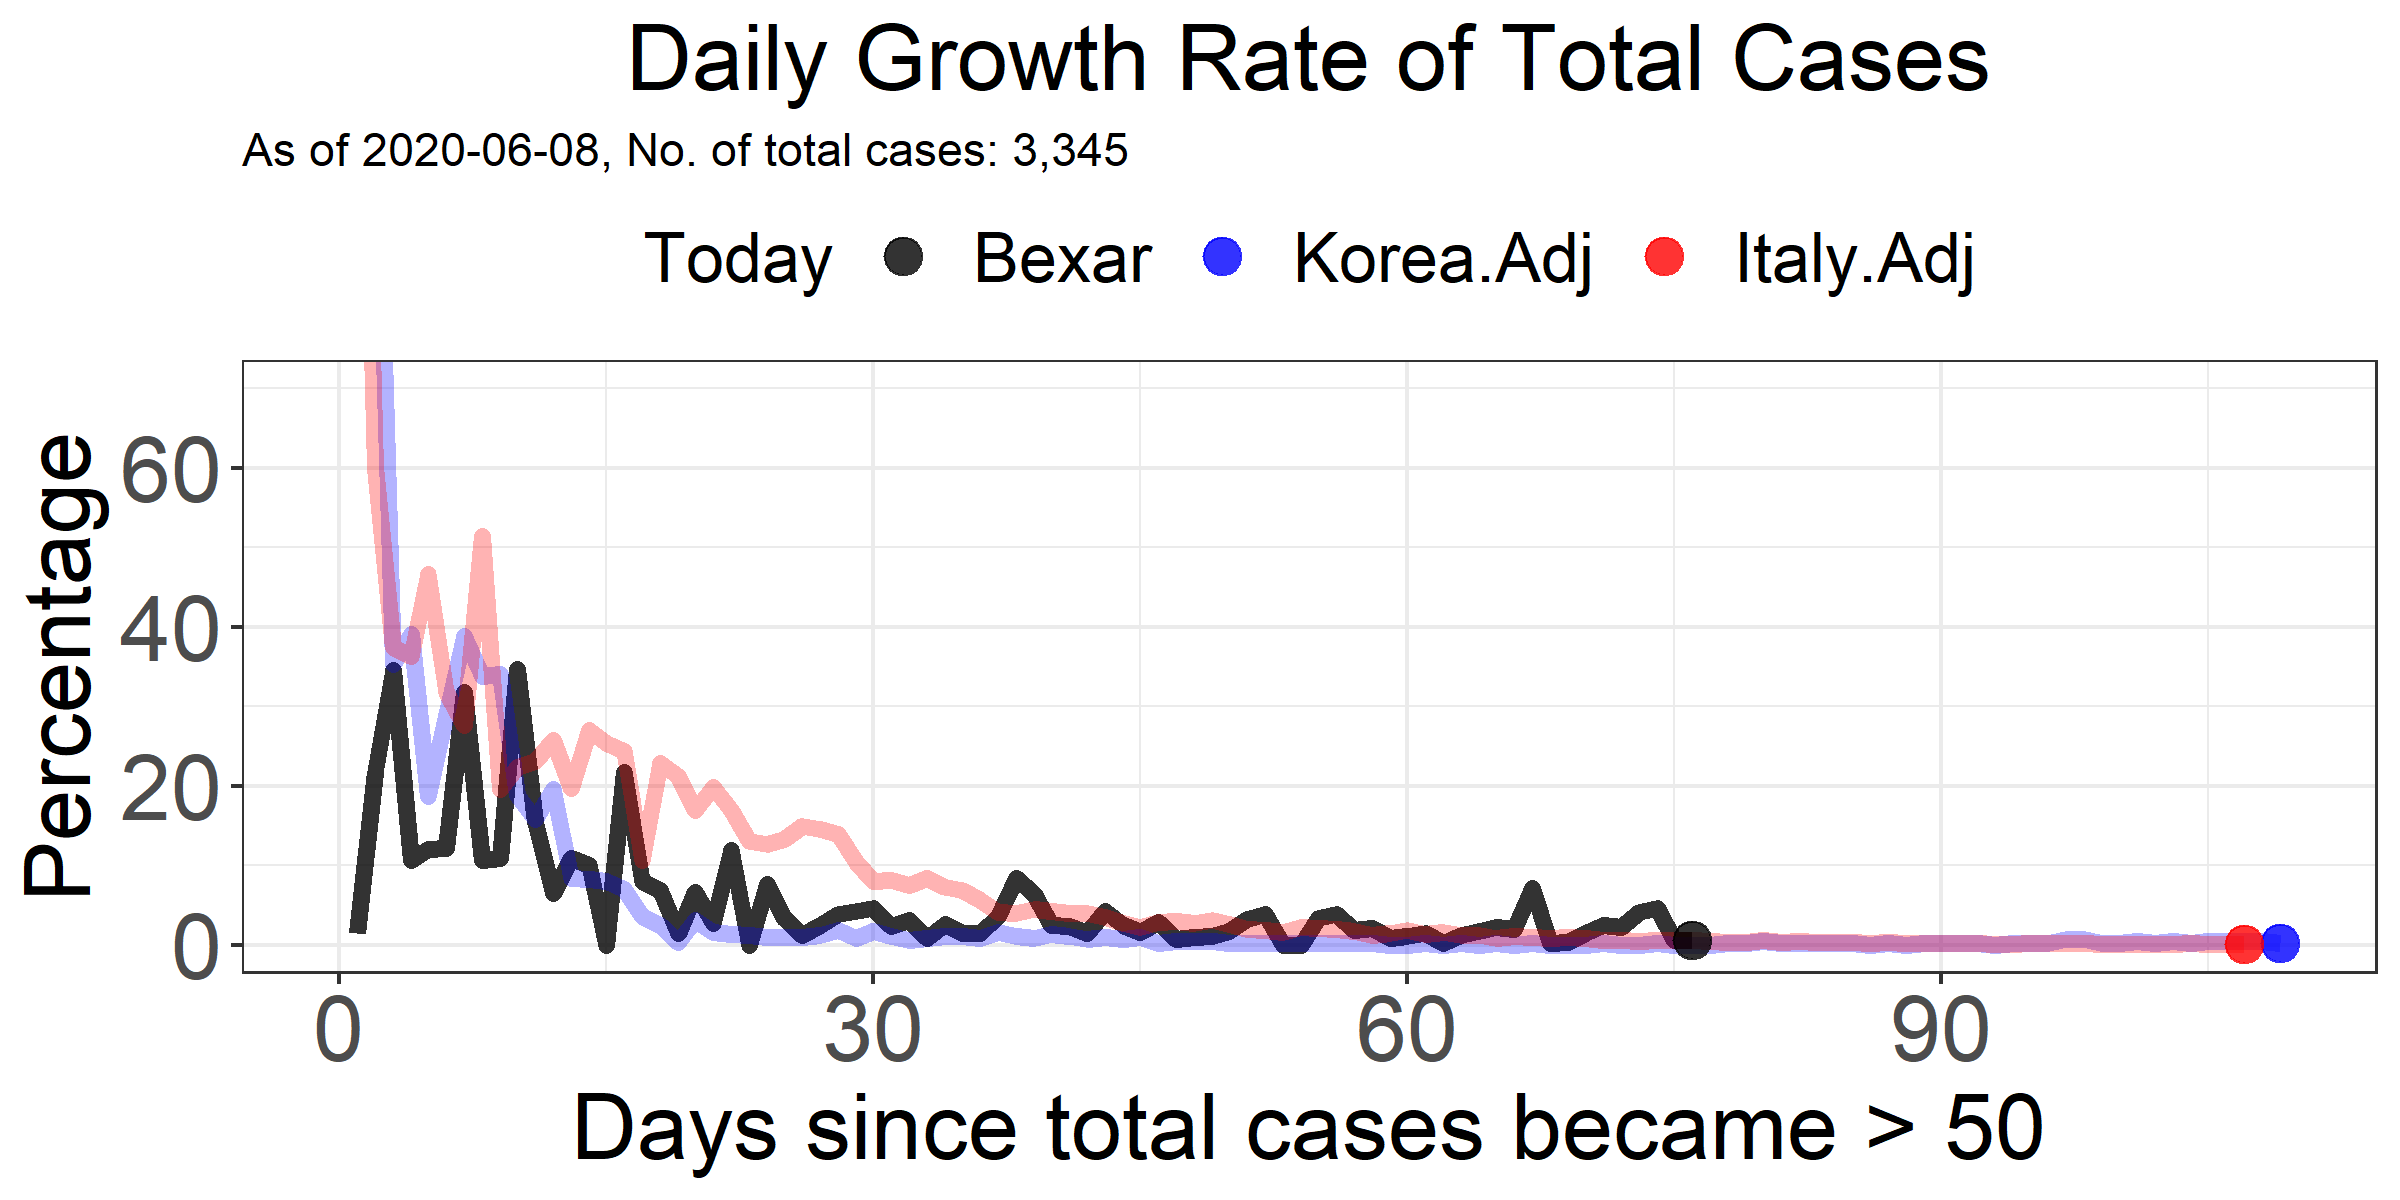 Daily Growth Rate of Total Cases
As of 2020-06-08, No. of total cases: 3,345
Today Bexar Korea.Adj Italy.Adj
Percentage
60
40
20
0
0 30 60 90
Days since total cases became > 50